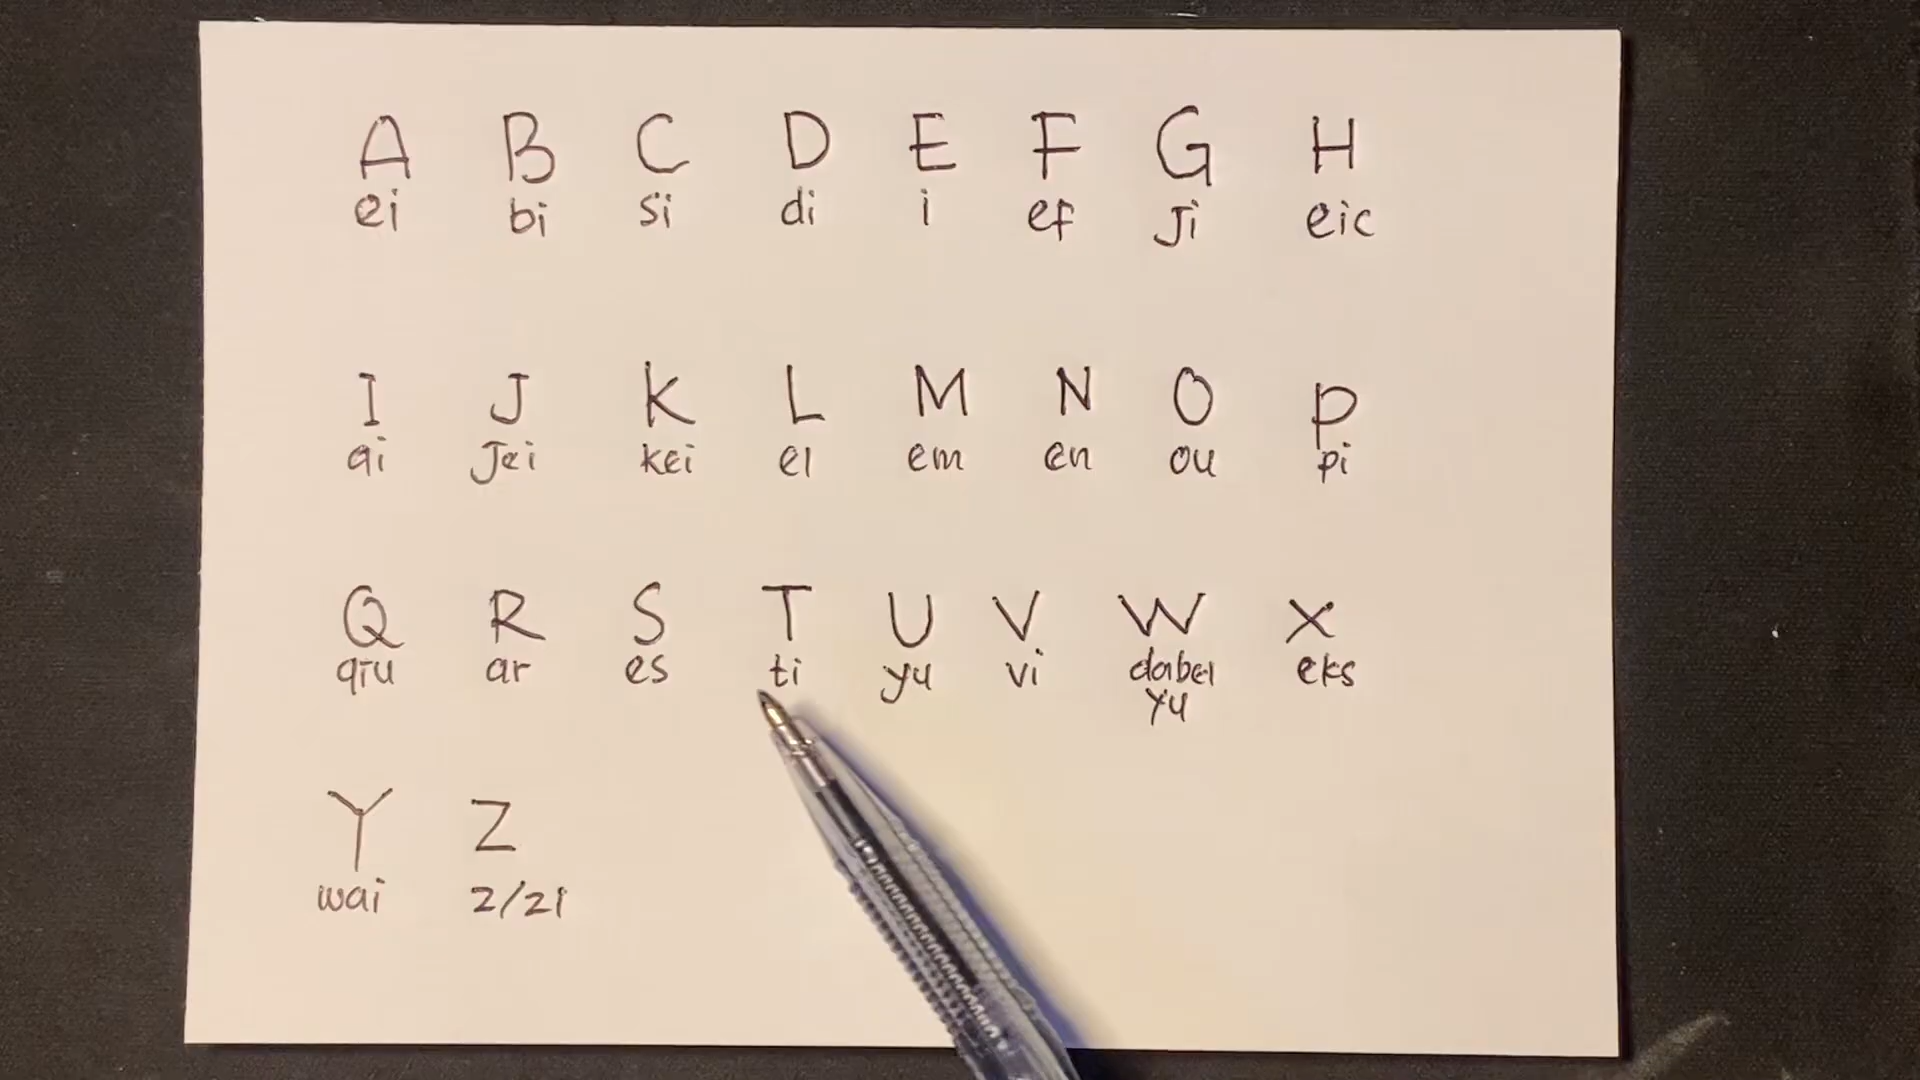 A B C D E F G H
ei bi si di i ef ji eic
I J K L M N O P
ai Jei kei el em en ou pi
Q R S T U V W X
qiu ar es ti yu vi dabel eks
yu
Y Z
wai z/zi